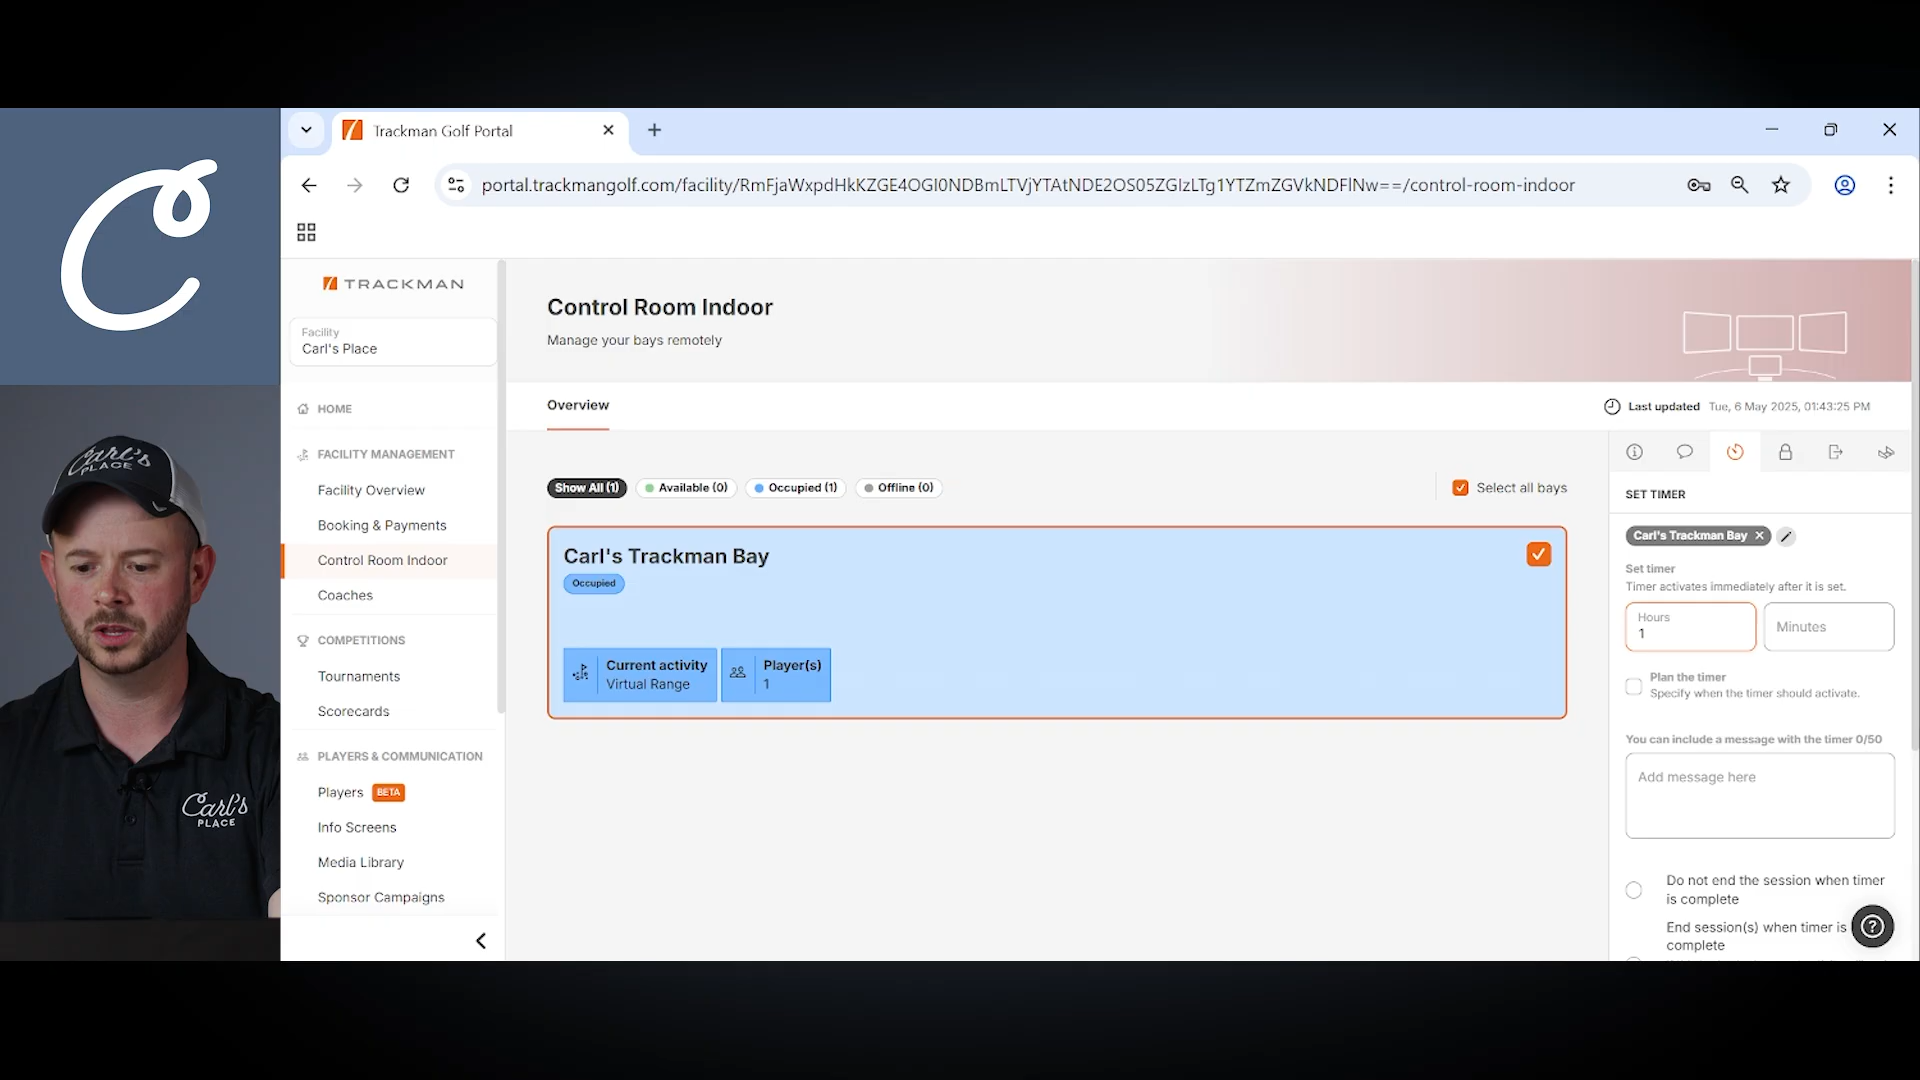 Trackman Golf Portal
portal.trackmangolf.com/facility/RmFjaWxpdHkKZGE4OGI0NDBmLTVjYTAtNDE2OS05ZGIzLTg1YTZmZGVkNDFlNw==/control-room-indoor
TRACKMAN
Facility
Carl's Place
HOME
FACILITY MANAGEMENT
Facility Overview
Booking & Payments
Control Room Indoor
Coaches
COMPETITIONS
Tournaments
Scorecards
PLAYERS & COMMUNICATION
Players BETA
Info Screens
Media Library
Sponsor Campaigns
Control Room Indoor
Manage your bays remotely
Overview
Last updated Tue, 6 May 2025, 01:43:25 PM
Show All (1) Available (0) Occupied (1) Offline (0)
Select all bays
Carl's Trackman Bay
Occupied
Current activity
Virtual Range
Player(s)
1
SET TIMER
Carl's Trackman Bay
Set timer
Timer activates immediately after it is set.
Hours
1
Minutes
Plan the timer
Specify when the timer should activate.
You can include a message with the timer 0/50
Add message here
Do not end the session when timer
is complete
End session(s) when timer is
complete
C
Carl's
PLACE
Carl's
PLACE